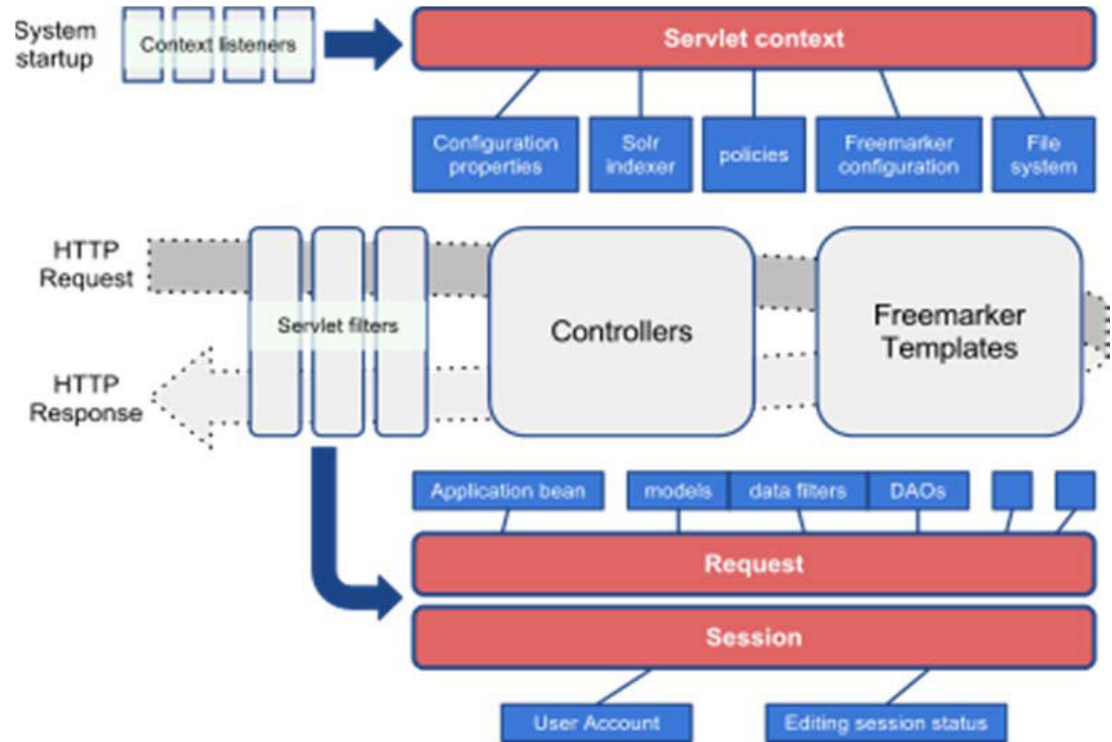 System
startup
Context listeners
Servlet context
Configuration
properties
Solr
indexer
policies
Freemarker
configuration
File
system
HTTP
Request
Servlet filters
Controllers
Freemarker
Templates
HTTP
Response
Application bean
models
data filters
DAOs
Request
Session
User Account
Editing session status